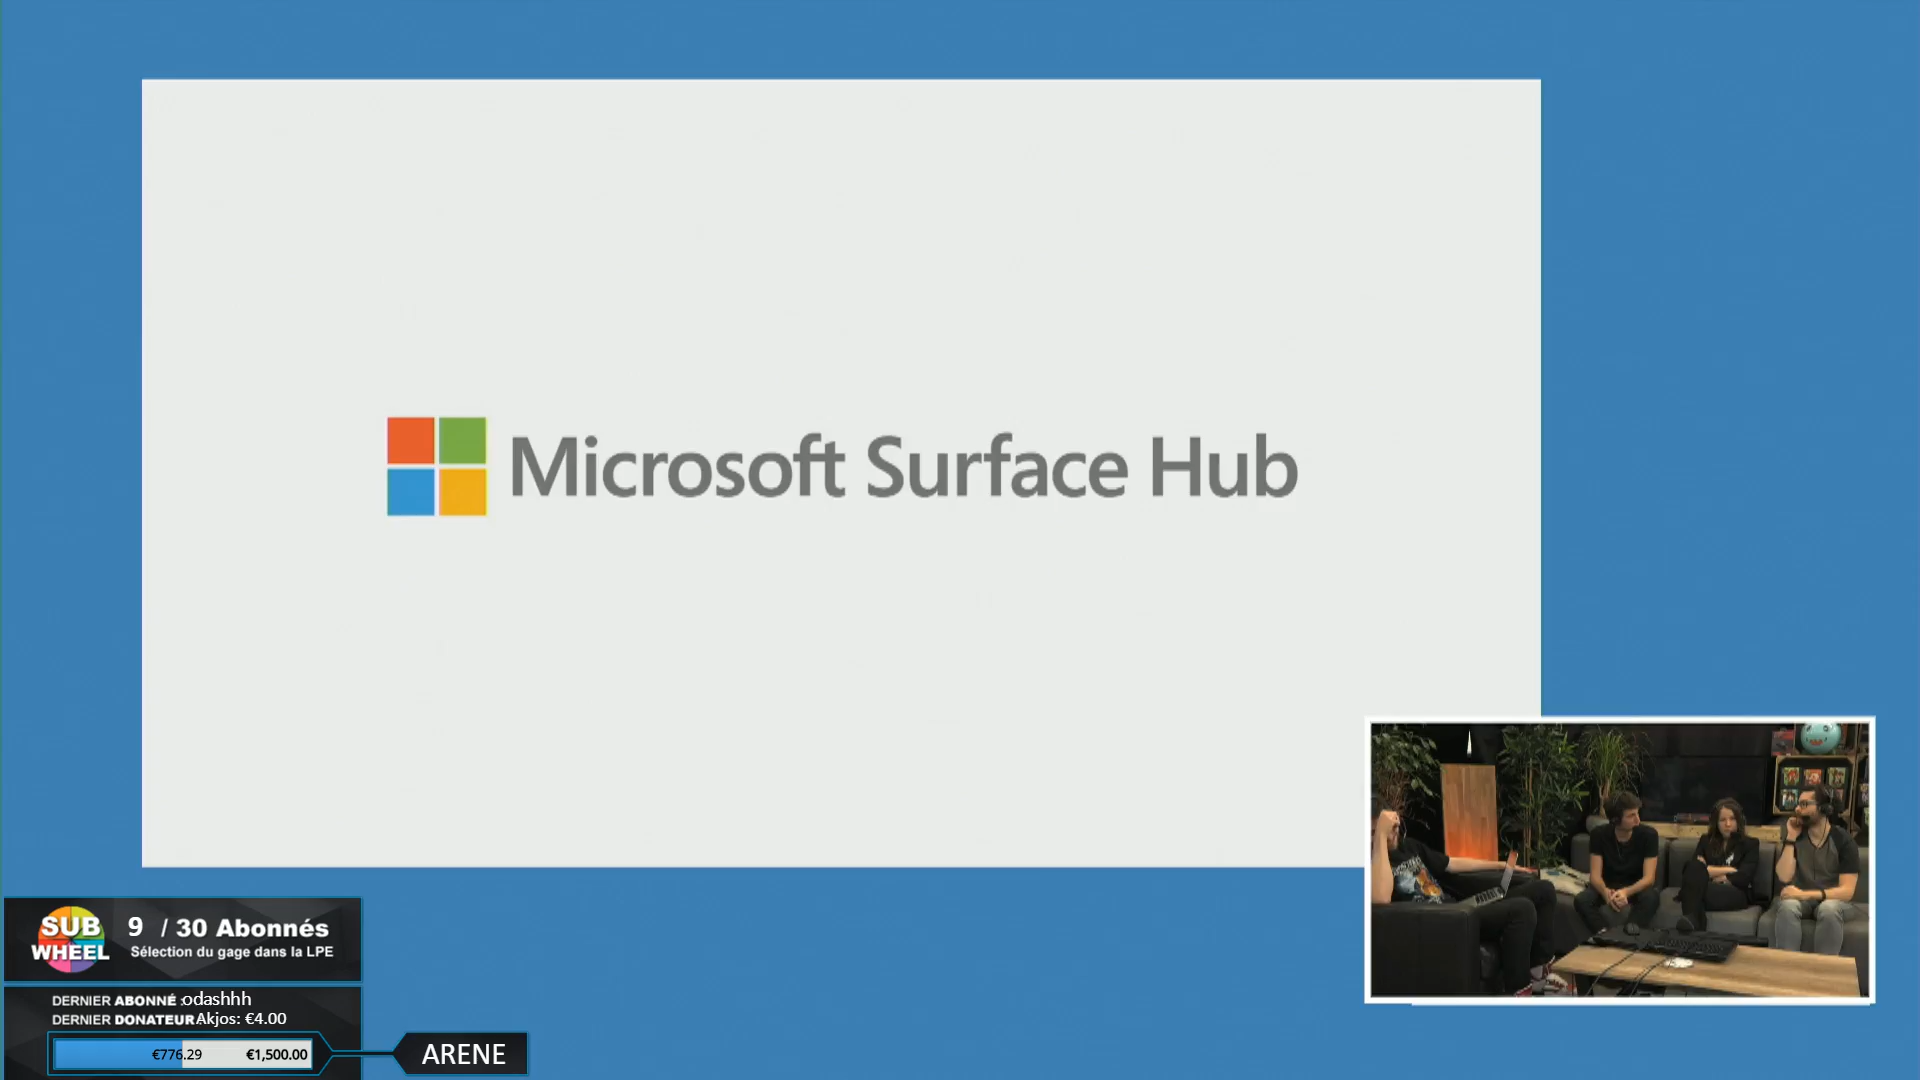 Microsoft Surface Hub
SUB
WHEEL
9 / 30 Abonnés
Sélection du gage dans la LPE
DERNIER ABONNÉ :odashhh
DERNIER DONATEUR Akjos: €4.00
€776.29 €1,500.00
ARENE